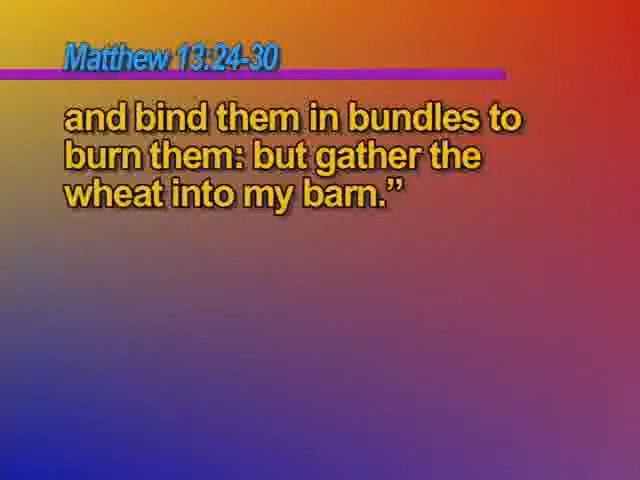 Matthew 13:24-30
and bind them in bundles to
burn them: but gather the
wheat into my barn.”